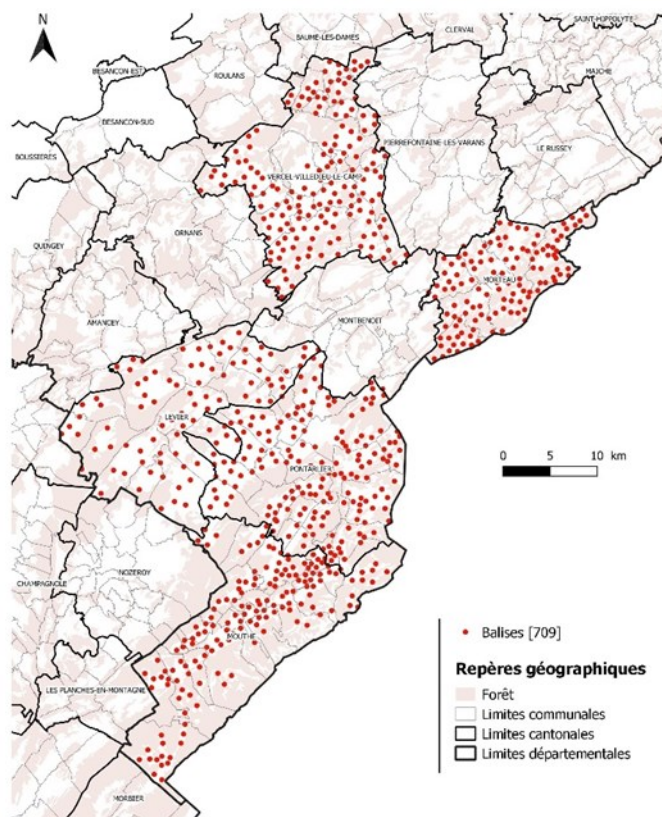 N
SAINT-HIPPOLYTE
BAUME-LES-DAMES
CLERVAL
BESANCON-EST
ROULANS
MAICHE
BESANCON-SUD
PIERREFONTAINE-LES-VARANS
LE RUSSEY
BOUSSIÈRES
VERCEL-VILLEDIEU-LE-CAMP
ORNANS
QUINGEY
MORTEAU
AMANCEY
MONTBENOIT
LEVIER
PONTARLIER
0 5 10 km
CHAMPAGNOLE
NOZEROY
MOUTHE
LES PLANCHES-EN-MONTAGNE
MORBIER
Balises [709]
Repères géographiques
Forêt
Limites communales
Limites cantonales
Limites départementales